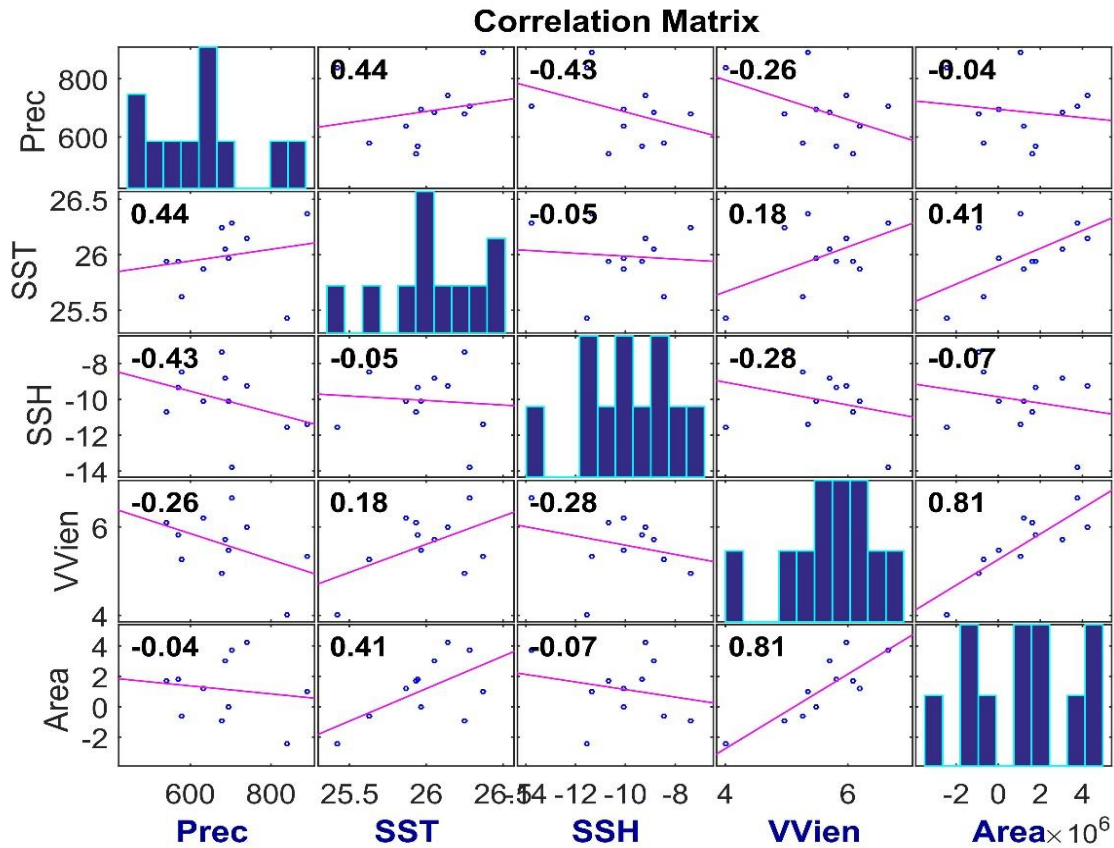 Correlation Matrix
Prec 800 600 0.44 -0.43 -0.26 -0.04
SST 26.5 26 25.5 0.44 -0.05 0.18 0.41
SSH -8 -10 -12 -14 -0.43 -0.05 -0.28 -0.07
VVien 6 4 -0.26 0.18 -0.28 0.81
Area 4 2 0 -2 -0.04 0.41 -0.07 0.81
600 800 25.5 26 26.5 -14 -12 -10 -8 4 6 -2 0 2 4
Prec SST SSH VVien Area ×10⁶